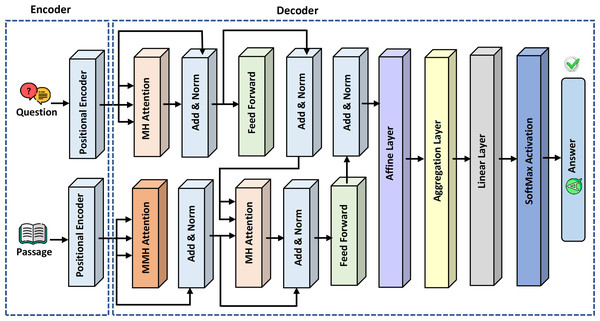 Encoder
Decoder
Question
Positional Encoder
MH Attention
Add & Norm
Feed Forward
Add & Norm
Add & Norm
Affine Layer
Aggregation Layer
Linear Layer
SoftMax Activation
Answer
Passage
Positional Encoder
MMH Attention
Add & Norm
MH Attention
Add & Norm
Feed Forward